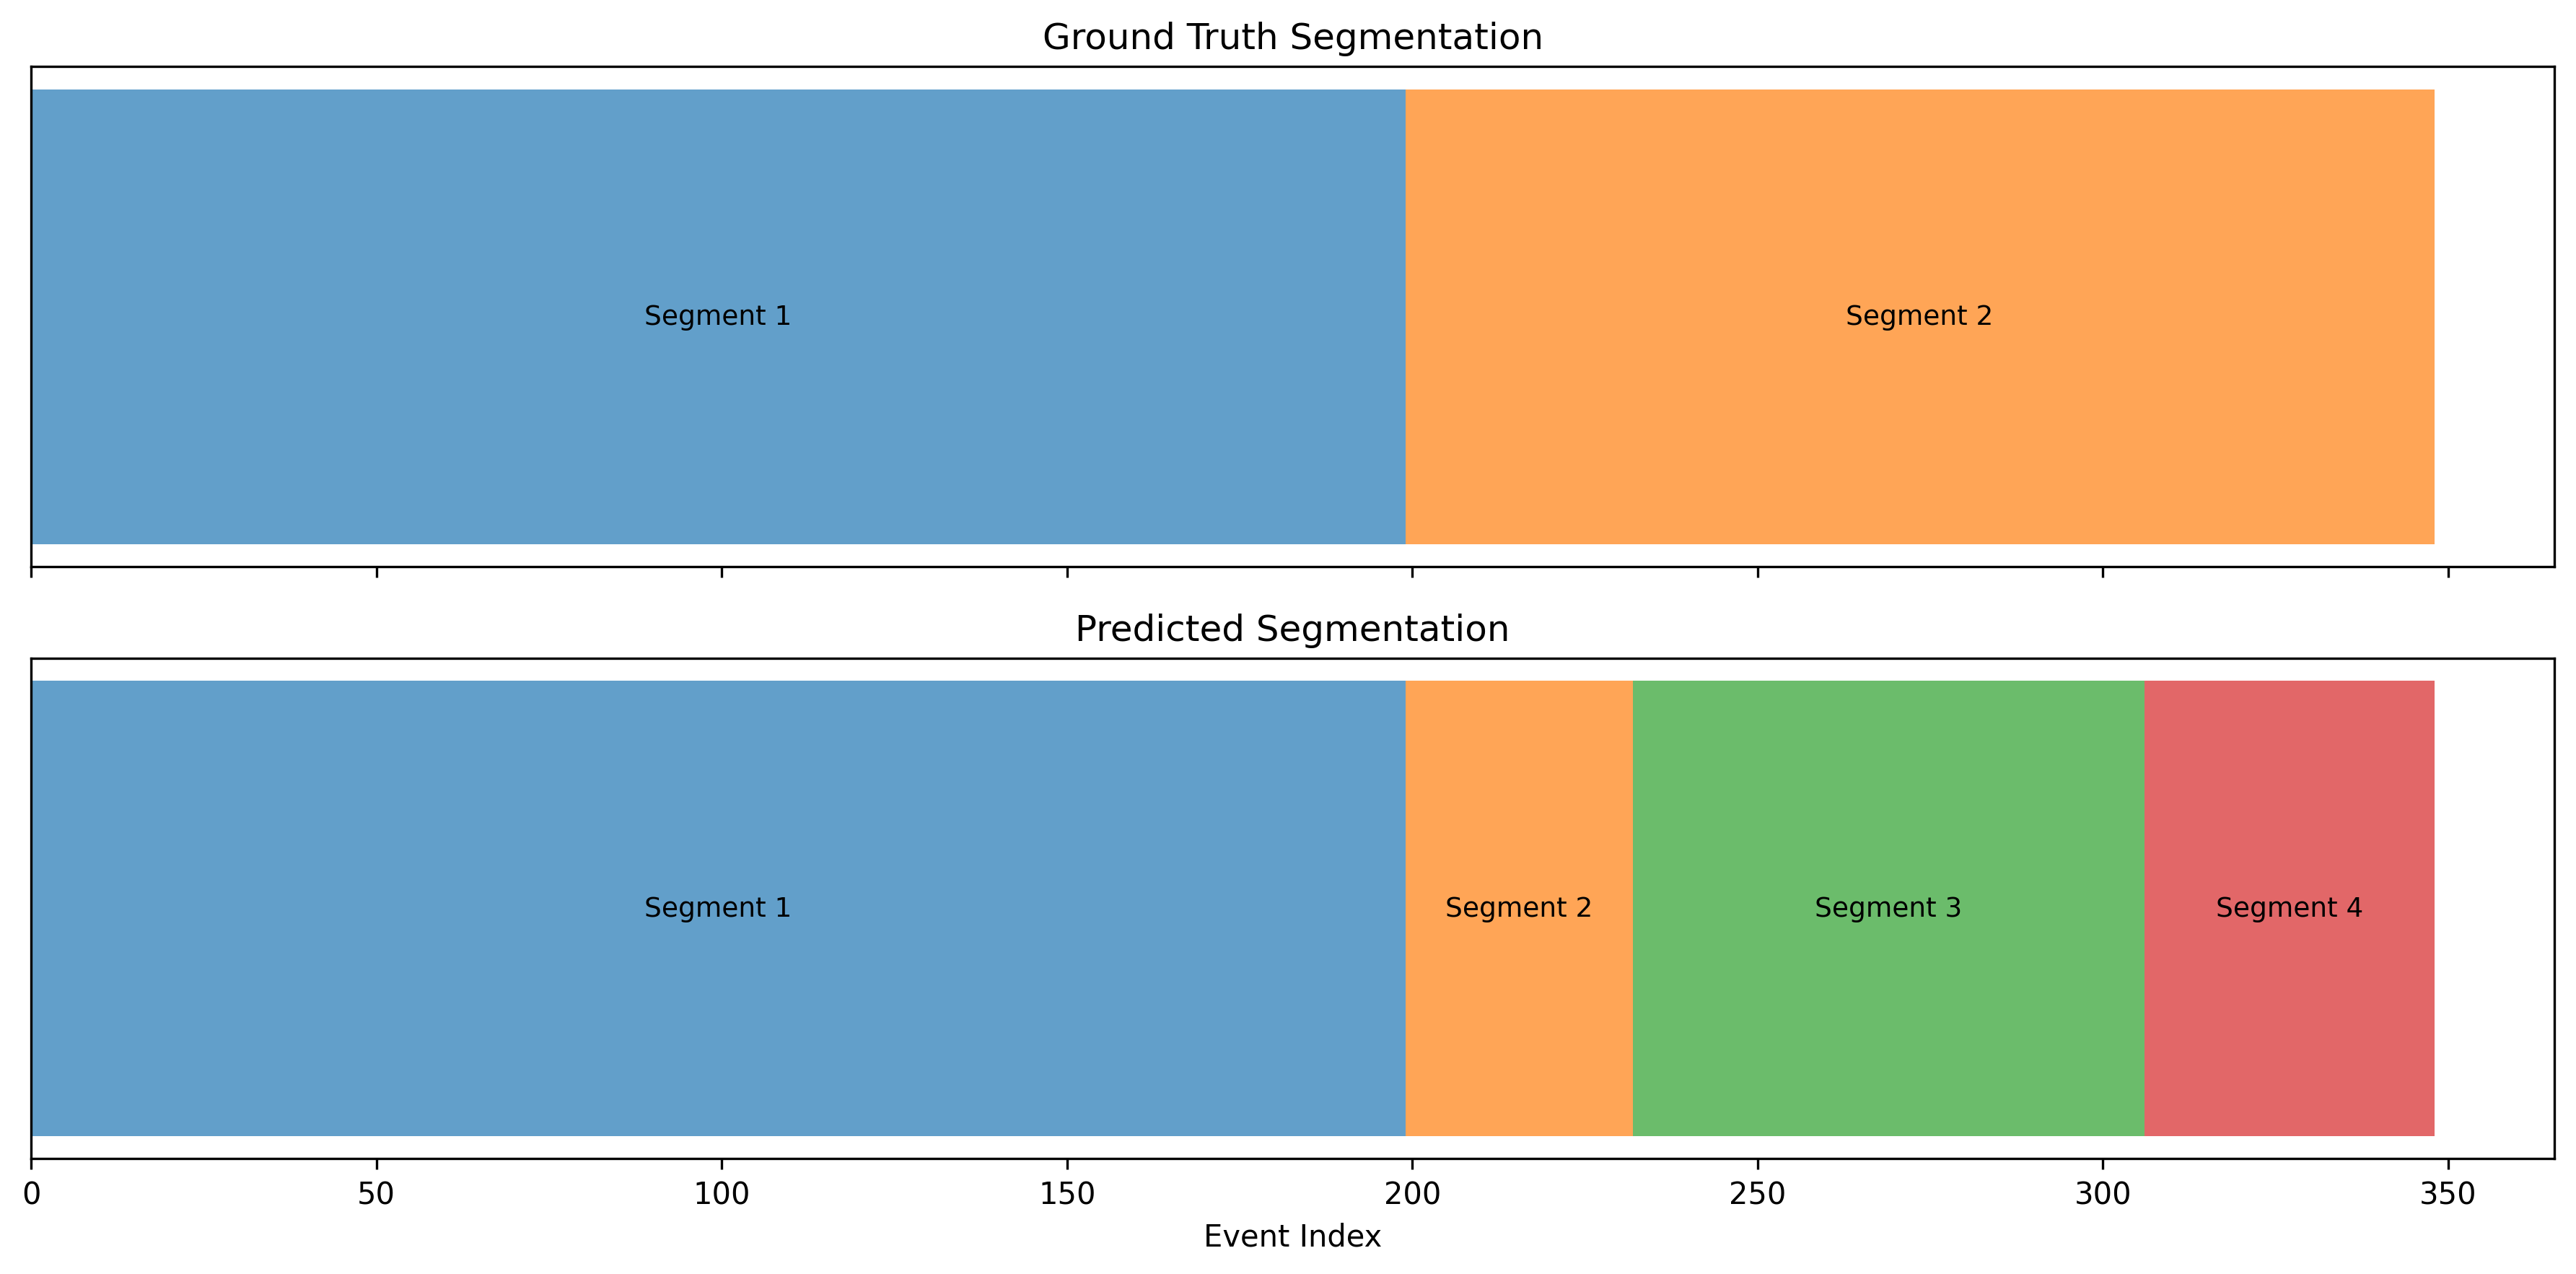 Ground Truth Segmentation
Segment 1
Segment 2
Predicted Segmentation
Segment 1
Segment 2
Segment 3
Segment 4
0 50 100 150 200 250 300 350
Event Index